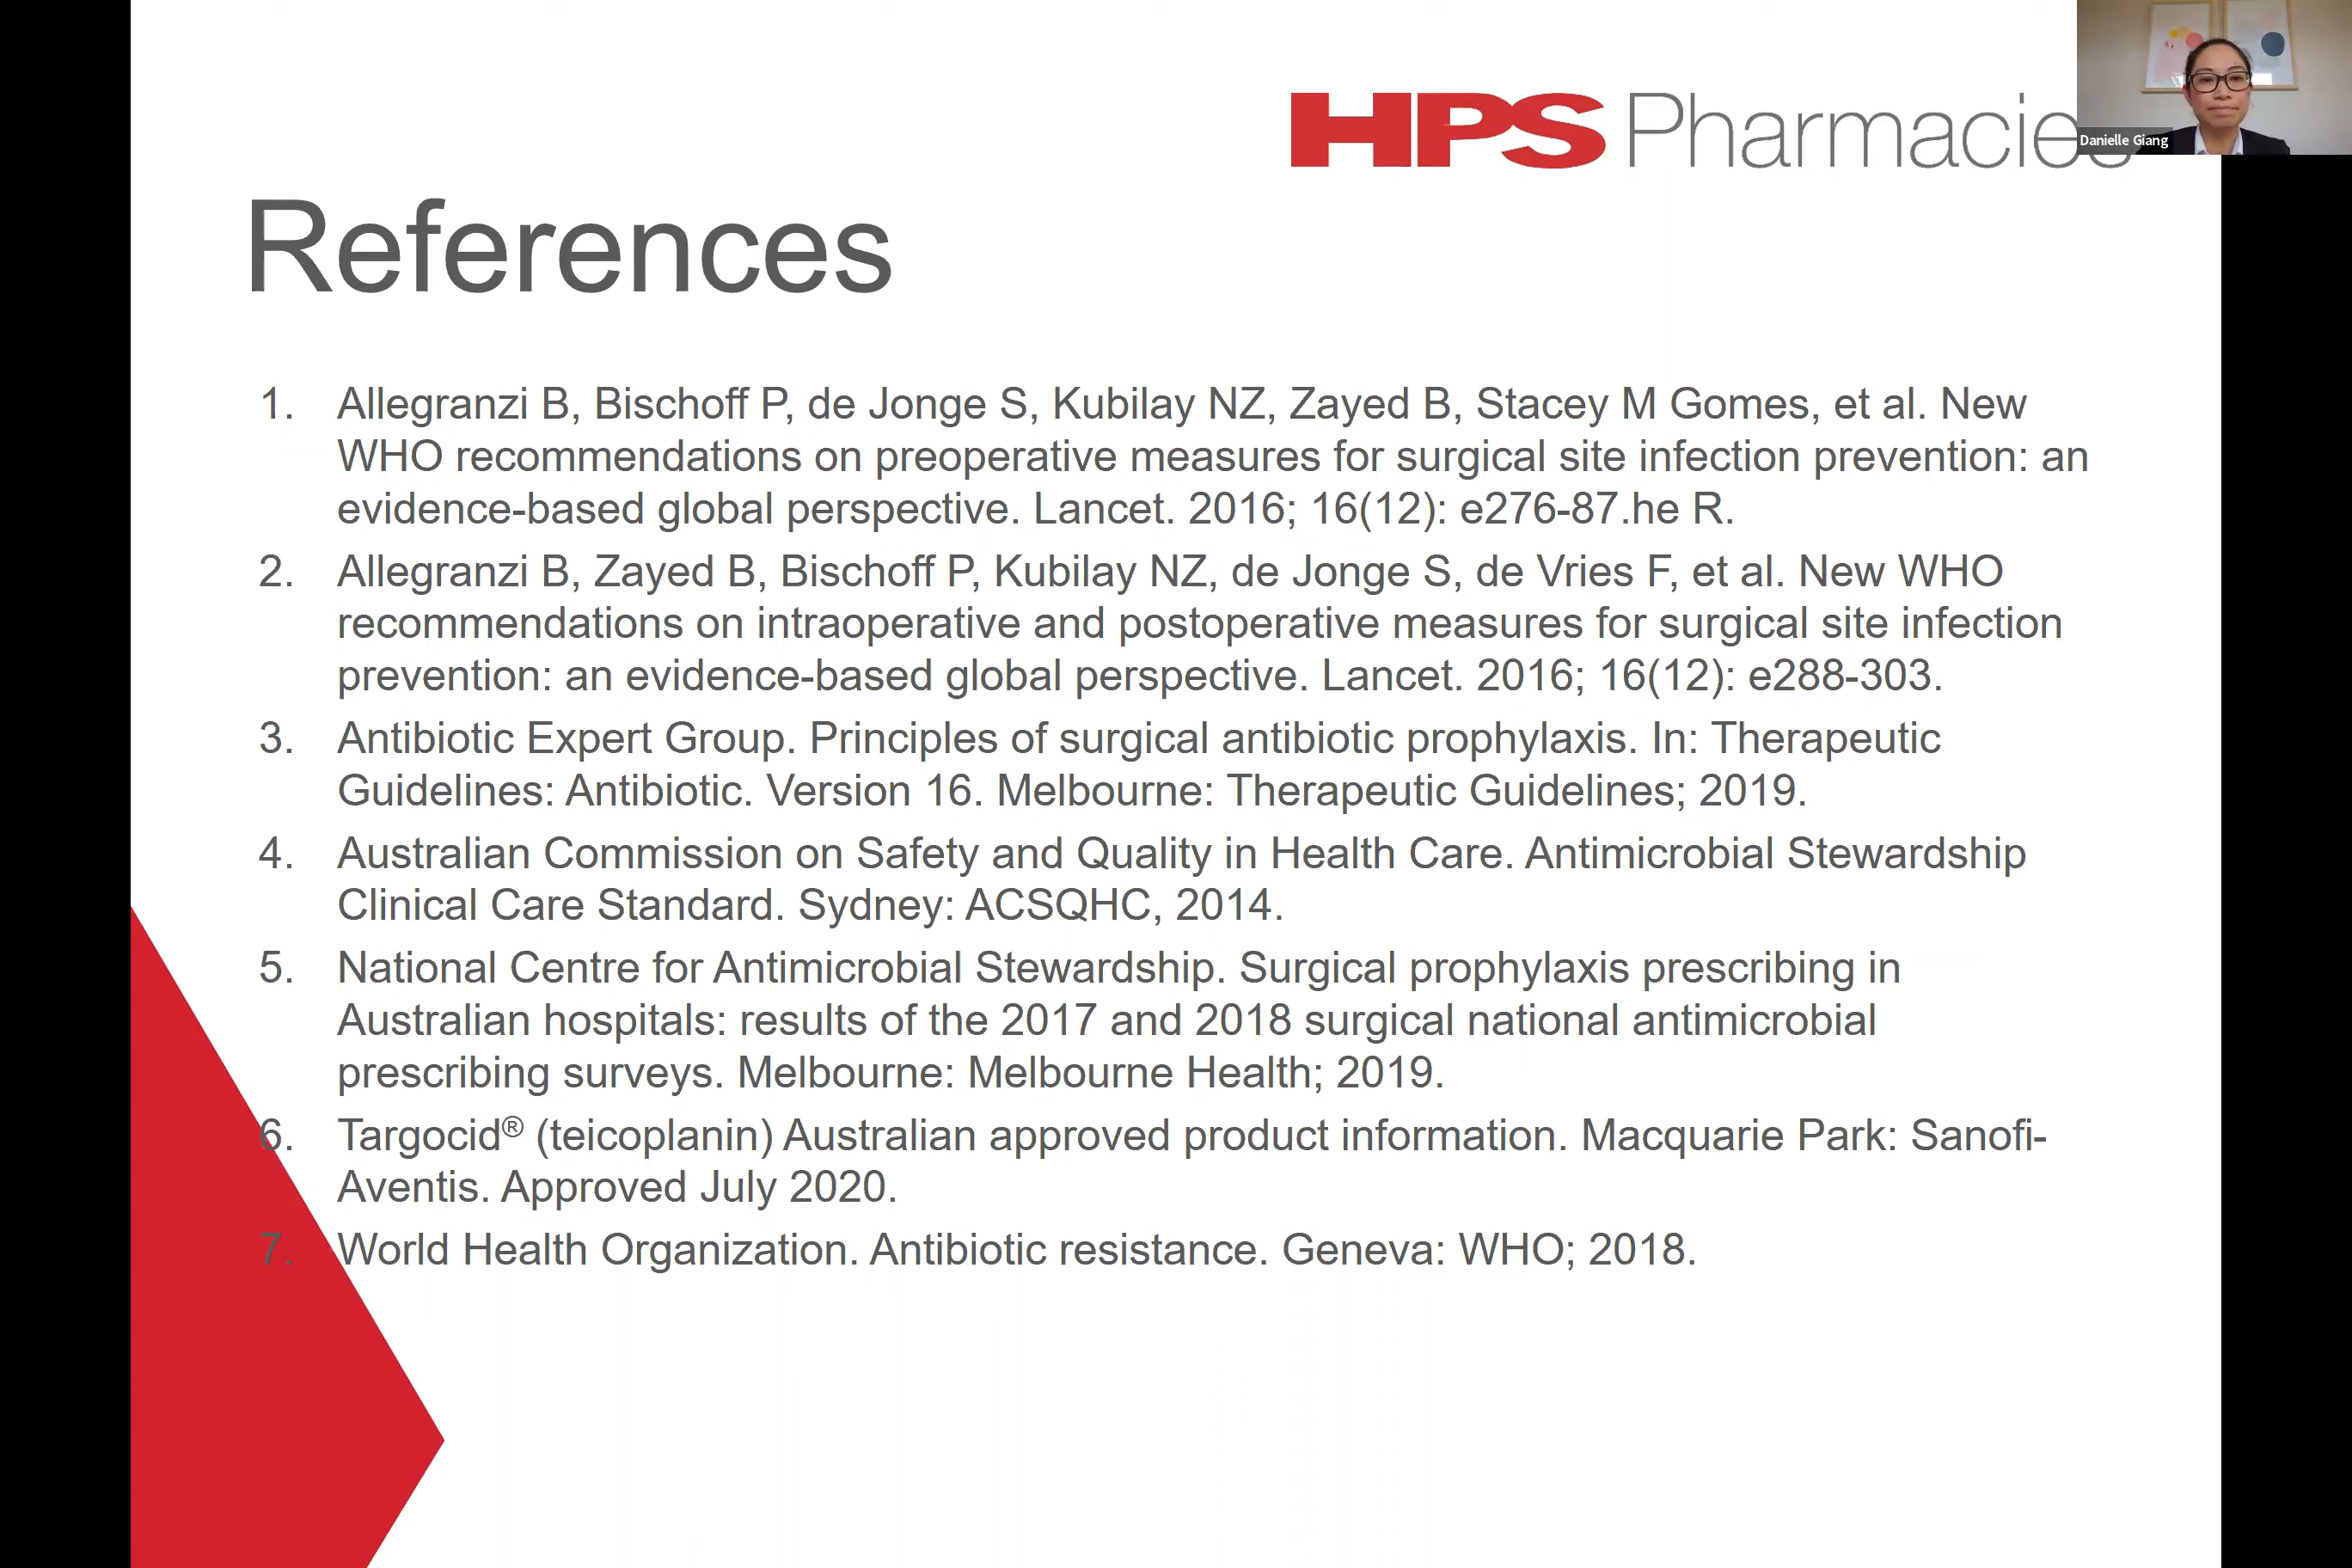 HPS Pharmacies
Danielle Giang
References
1. Allegranzi B, Bischoff P, de Jonge S, Kubilay NZ, Zayed B, Stacey M Gomes, et al. New
WHO recommendations on preoperative measures for surgical site infection prevention: an
evidence-based global perspective. Lancet. 2016; 16(12): e276-87.he R.
2. Allegranzi B, Zayed B, Bischoff P, Kubilay NZ, de Jonge S, de Vries F, et al. New WHO
recommendations on intraoperative and postoperative measures for surgical site infection
prevention: an evidence-based global perspective. Lancet. 2016; 16(12): e288-303.
3. Antibiotic Expert Group. Principles of surgical antibiotic prophylaxis. In: Therapeutic
Guidelines: Antibiotic. Version 16. Melbourne: Therapeutic Guidelines; 2019.
4. Australian Commission on Safety and Quality in Health Care. Antimicrobial Stewardship
Clinical Care Standard. Sydney: ACSQHC, 2014.
5. National Centre for Antimicrobial Stewardship. Surgical prophylaxis prescribing in
Australian hospitals: results of the 2017 and 2018 surgical national antimicrobial
prescribing surveys. Melbourne: Melbourne Health; 2019.
6. Targocid® (teicoplanin) Australian approved product information. Macquarie Park: Sanofi-
Aventis. Approved July 2020.
7. World Health Organization. Antibiotic resistance. Geneva: WHO; 2018.